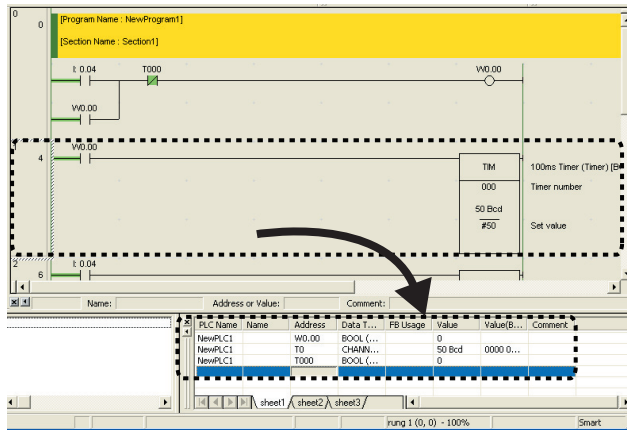 0
0
[Program Name : NewProgram1]
[Section Name : Section1]
I: 0.04 T000 W0.00
W0.00
1
4
W0.00
TIM 100ms Timer (Timer) [B
000 Timer number
50 Bcd
#50 Set value
2
6
I: 0.04
Name: Address or Value: Comment:
PLC Name Name Address Data T... FB Usage Value Value(B... Comment
NewPLC1 W0.00 BOOL (... 0
NewPLC1 T0 CHANN... 50 Bcd 0000 0...
NewPLC1 T000 BOOL (... 0
sheet1 sheet2 sheet3
rung 1 (0, 0) - 100% Smart